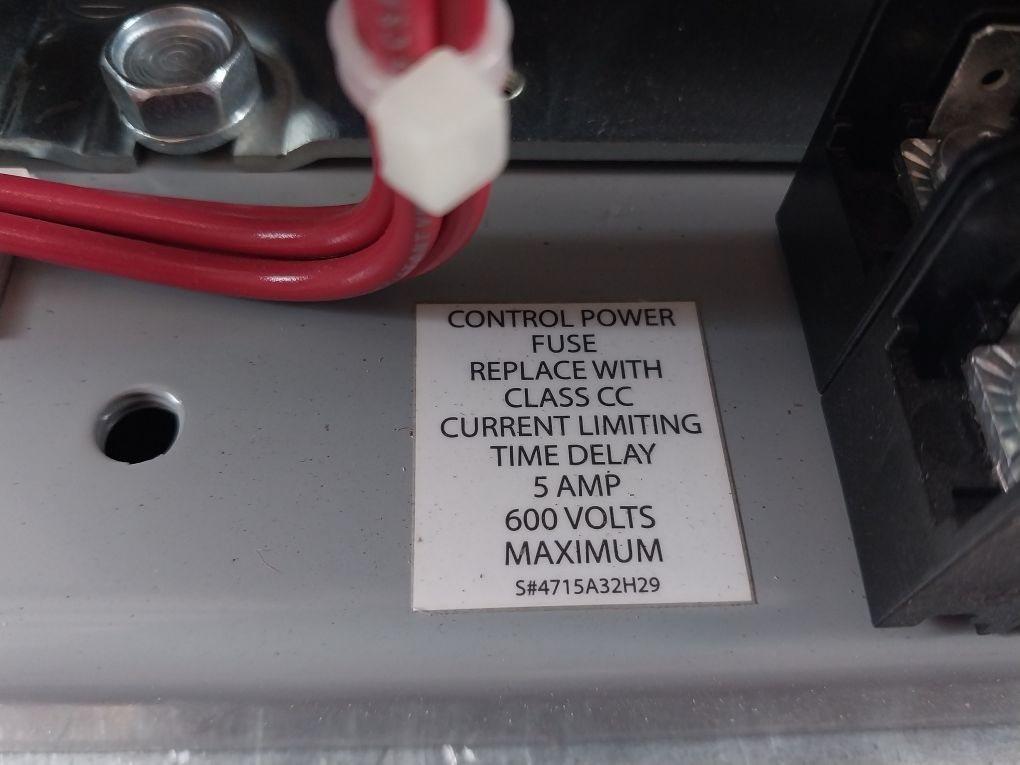 CONTROL POWER
FUSE
REPLACE WITH
CLASS CC
CURRENT LIMITING
TIME DELAY
5 AMP
600 VOLTS
MAXIMUM
S#4715A32H29